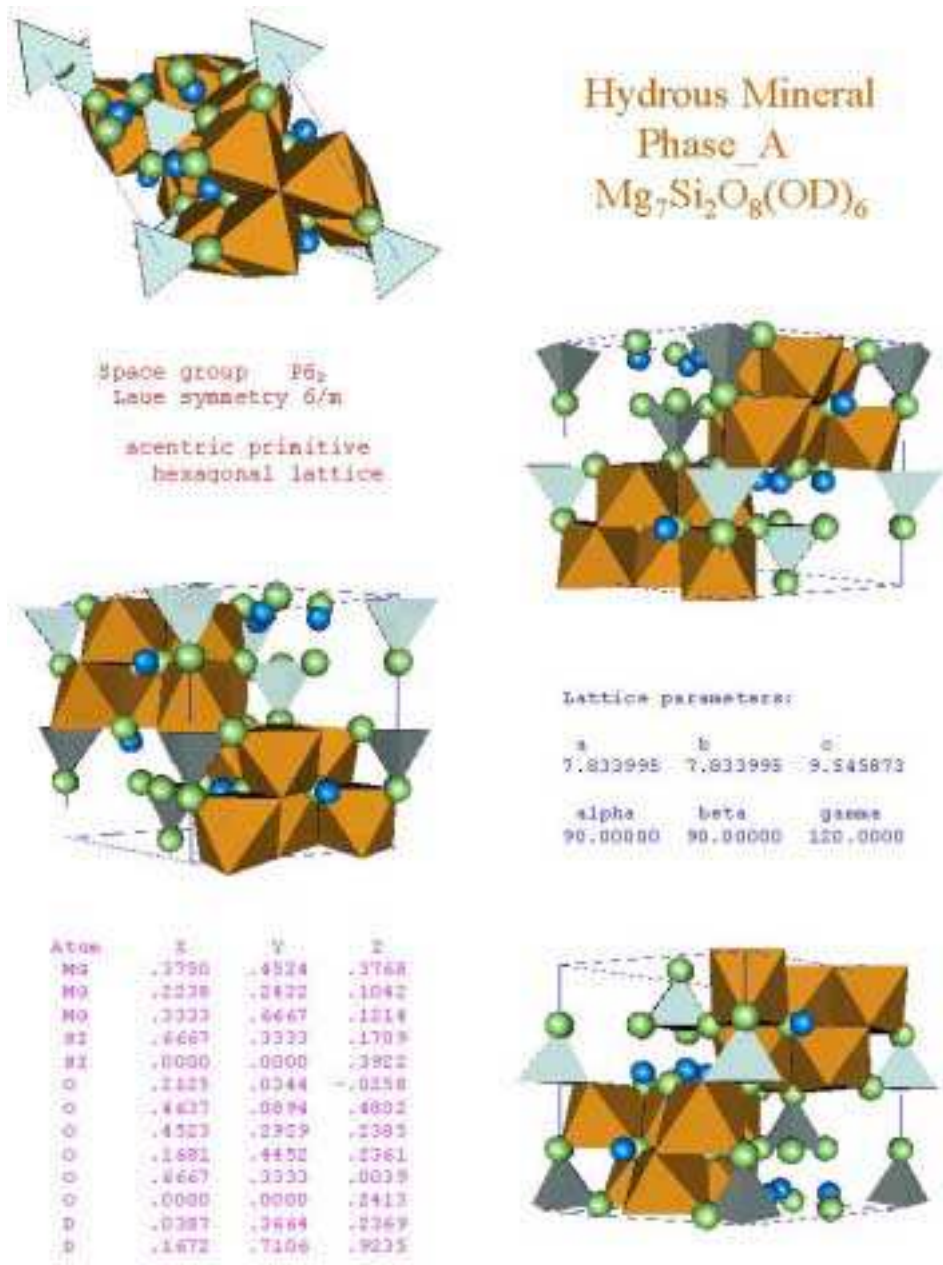 Hydrous Mineral
Phase_A
Mg₇Si₂O₈(OD)₆
Space group P6₃
Laue symmetry 6/m
acentric primitive
hexagonal lattice
Lattice parameters:
a b c
7.833995 7.833995 9.545873
alpha beta gamma
90.00000 90.00000 120.0000
Atom X Y Z
MG .3750 .4524 .3768
MG .2238 .2432 .1042
MG .3333 .6667 .1214
SI .6667 .3333 .1709
SI .0000 .0000 .3922
O .2125 .0344 -.0258
O .4637 .0894 .4802
O .4523 .2929 .2385
O .1681 .4452 .2361
O .6667 .3333 .0039
O .0000 .0000 .2413
D .0387 .3664 .2369
D .1672 .7106 .9235